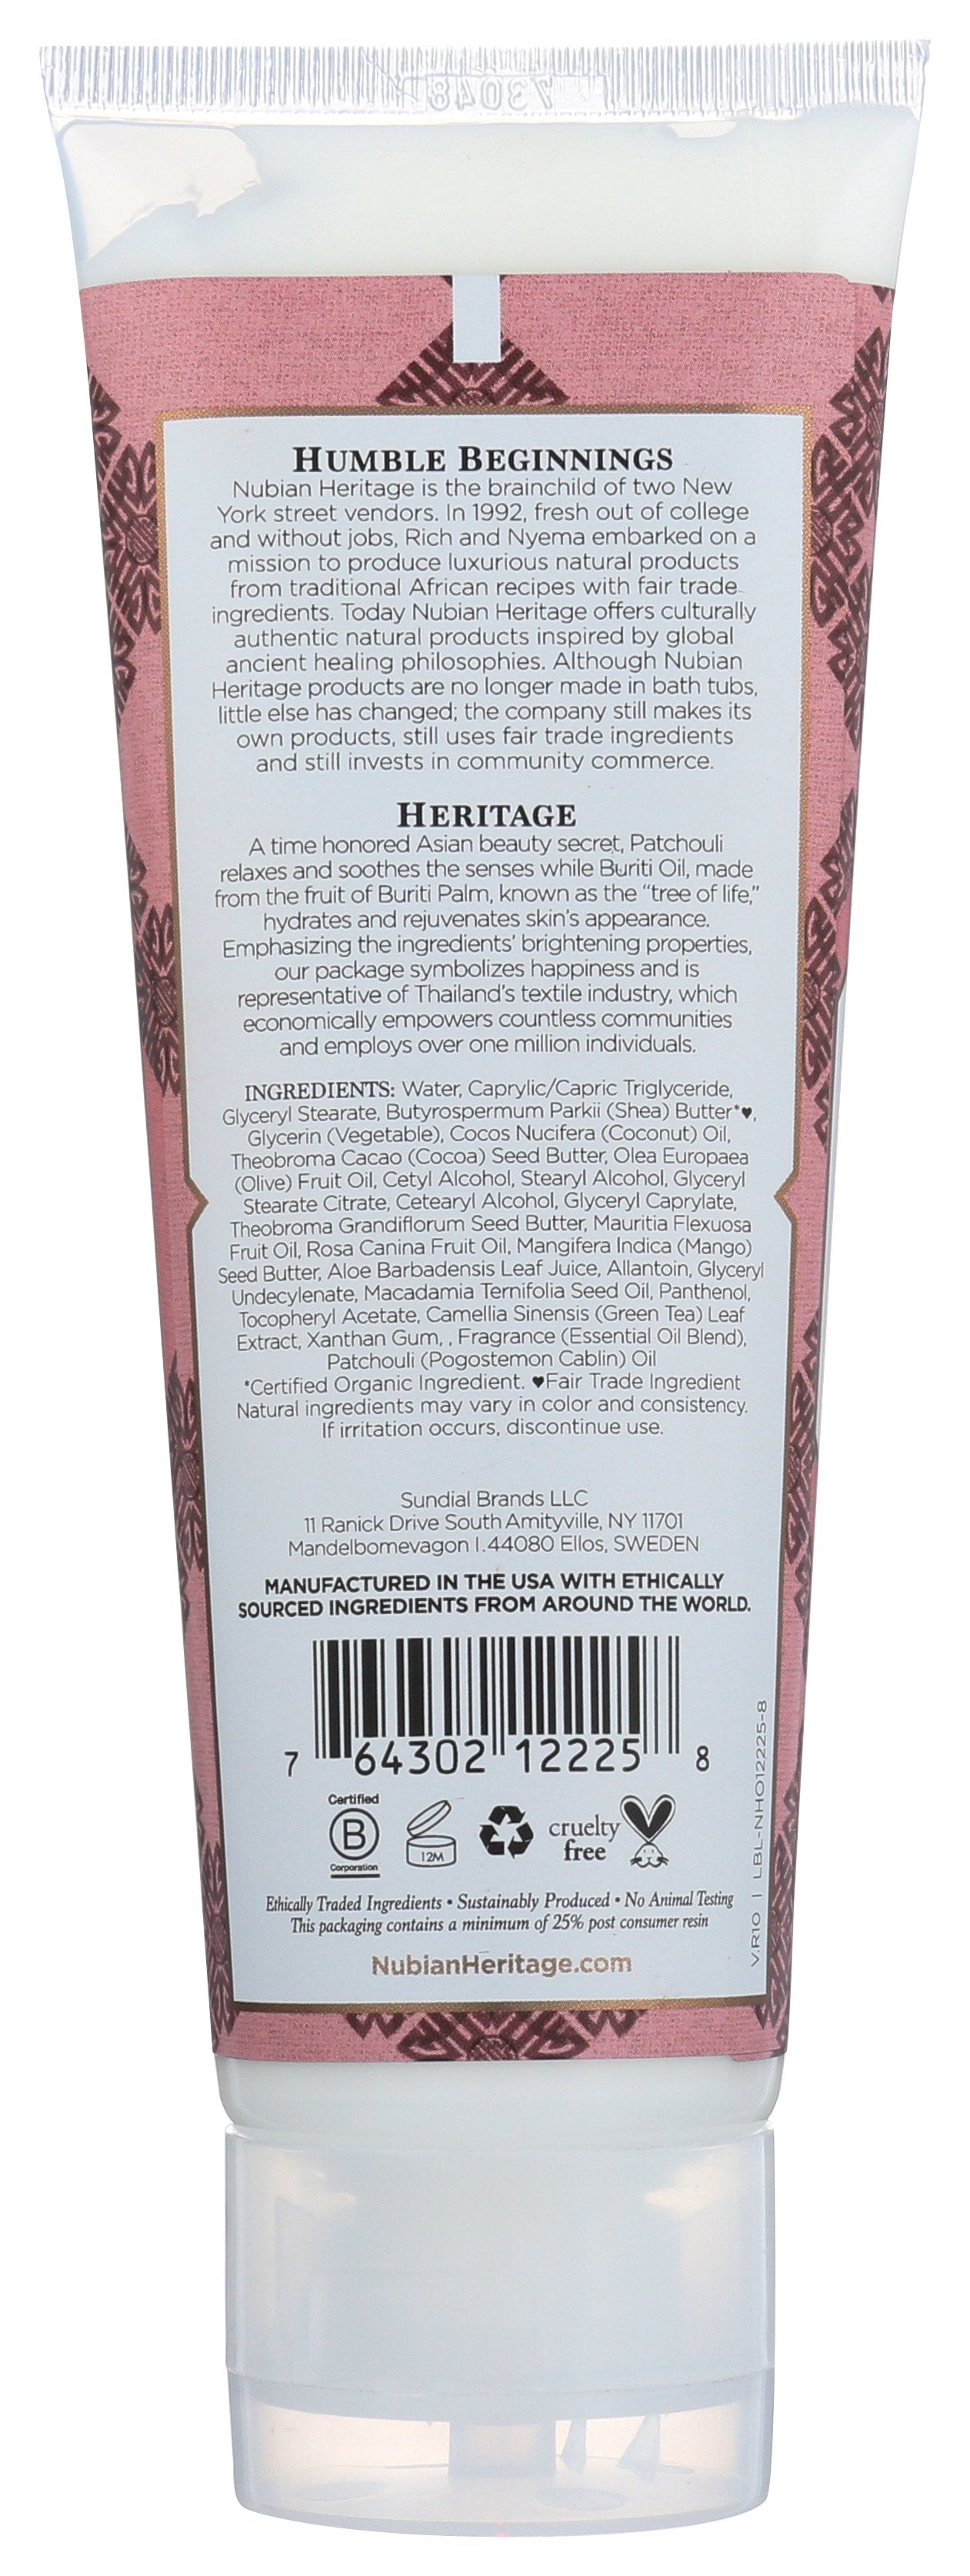 73048
HUMBLE BEGINNINGS
Nubian Heritage is the brainchild of two New
York street vendors. In 1992, fresh out of college
and without jobs, Rich and Nyema embarked on a
mission to produce luxurious natural products
from traditional African recipes with fair trade
ingredients. Today Nubian Heritage offers culturally
authentic natural products inspired by global
ancient healing philosophies. Although Nubian
Heritage products are no longer made in bath tubs,
little else has changed; the company still makes its
own products, still uses fair trade ingredients
and still invests in community commerce.
HERITAGE
A time honored Asian beauty secret, Patchouli
relaxes and soothes the senses while Buriti Oil, made
from the fruit of Buriti Palm, known as the “tree of life,”
hydrates and rejuvenates skin's appearance.
Emphasizing the ingredients' brightening properties,
our package symbolizes happiness and is
representative of Thailand's textile industry, which
economically empowers countless communities
and employs over one million individuals.
INGREDIENTS: Water, Caprylic/Capric Triglyceride,
Glyceryl Stearate, Butyrospermum Parkii (Shea) Butter*♥,
Glycerin (Vegetable), Cocos Nucifera (Coconut) Oil,
Theobroma Cacao (Cocoa) Seed Butter, Olea Europaea
(Olive) Fruit Oil, Cetyl Alcohol, Stearyl Alcohol, Glyceryl
Stearate Citrate, Cetearyl Alcohol, Glyceryl Caprylate,
Theobroma Grandiflorum Seed Butter, Mauritia Flexuosa
Fruit Oil, Rosa Canina Fruit Oil, Mangifera Indica (Mango)
Seed Butter, Aloe Barbadensis Leaf Juice, Allantoin, Glyceryl
Undecylenate, Macadamia Ternifolia Seed Oil, Panthenol,
Tocopheryl Acetate, Camellia Sinensis (Green Tea) Leaf
Extract, Xanthan Gum, , Fragrance (Essential Oil Blend),
Patchouli (Pogostemon Cablin) Oil
*Certified Organic Ingredient. ♥Fair Trade Ingredient
Natural ingredients may vary in color and consistency.
If irritation occurs, discontinue use.
Sundial Brands LLC
11 Ranick Drive South Amityville, NY 11701
Mandelbomevagon 1.44080 Ellos, SWEDEN
MANUFACTURED IN THE USA WITH ETHICALLY
SOURCED INGREDIENTS FROM AROUND THE WORLD.
7 64302 12225 8
Certified
B
Corporation
12M
cruelty
free
Ethically Traded Ingredients • Sustainably Produced • No Animal Testing
This packaging contains a minimum of 25% post consumer resin
NubianHeritage.com
V.R10 | LBL-NHO12225-8